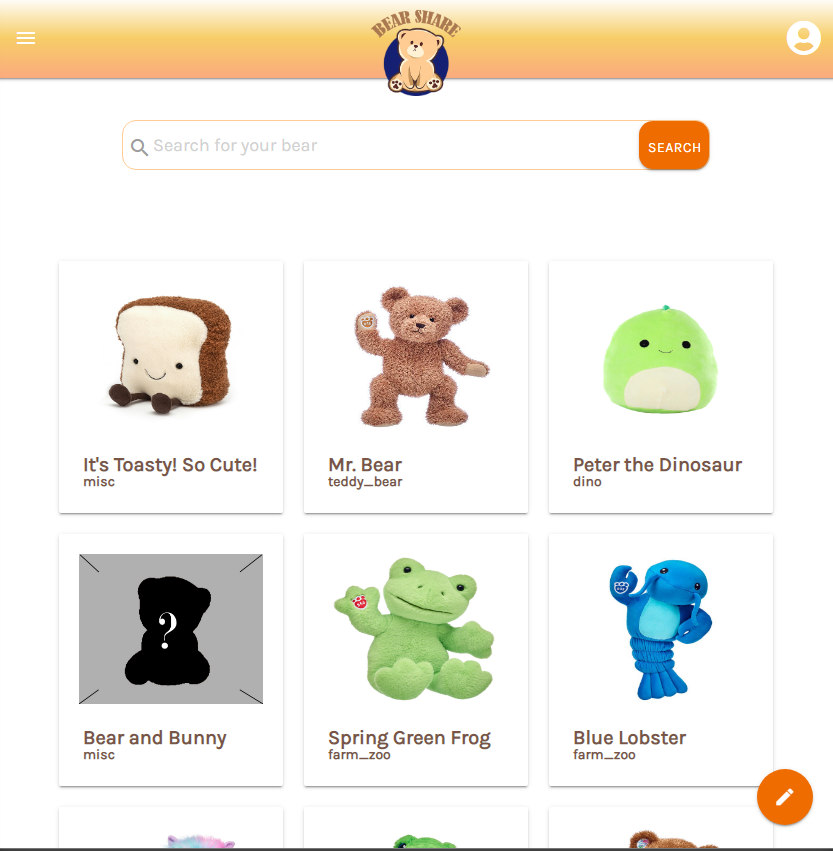 BEAR SHARE
Search for your bear
SEARCH
It's Toasty! So Cute!
misc
Mr. Bear
teddy_bear
Peter the Dinosaur
dino
?
Bear and Bunny
misc
Spring Green Frog
farm_zoo
Blue Lobster
farm_zoo